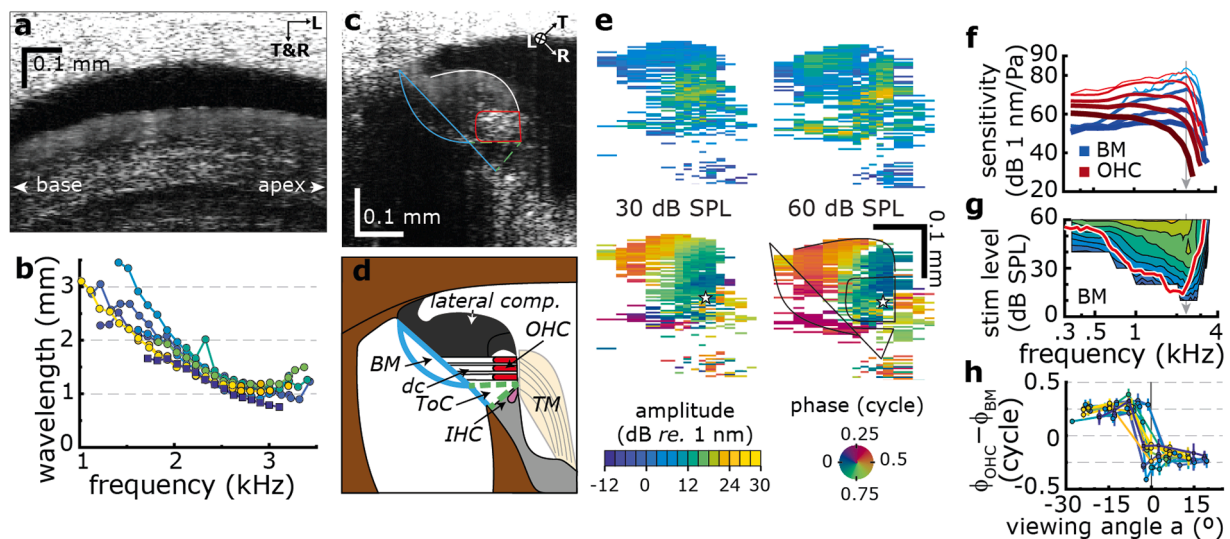 a
L
T&R
0.1 mm
base
apex
b
wavelength (mm)
3
2
1
0
1
2
3
frequency (kHz)
c
T
L
R
0.1 mm
d
lateral comp.
OHC
BM
dc
ToC
IHC
TM
e
30 dB SPL
60 dB SPL
0.1 mm
amplitude
(dB re. 1 nm)
-12 0 12 24 30
phase (cycle)
0.25
0
0.5
0.75
f
sensitivity
(dB 1 nm/Pa)
90
80
60
40
20
BM
OHC
g
stim level
(dB SPL)
60
30
0
BM
.3 .5 1 4
frequency (kHz)
h
ϕOHC−ϕBM
(cycle)
0.5
0
-0.5
-30 -15 0 15
viewing angle a (º)